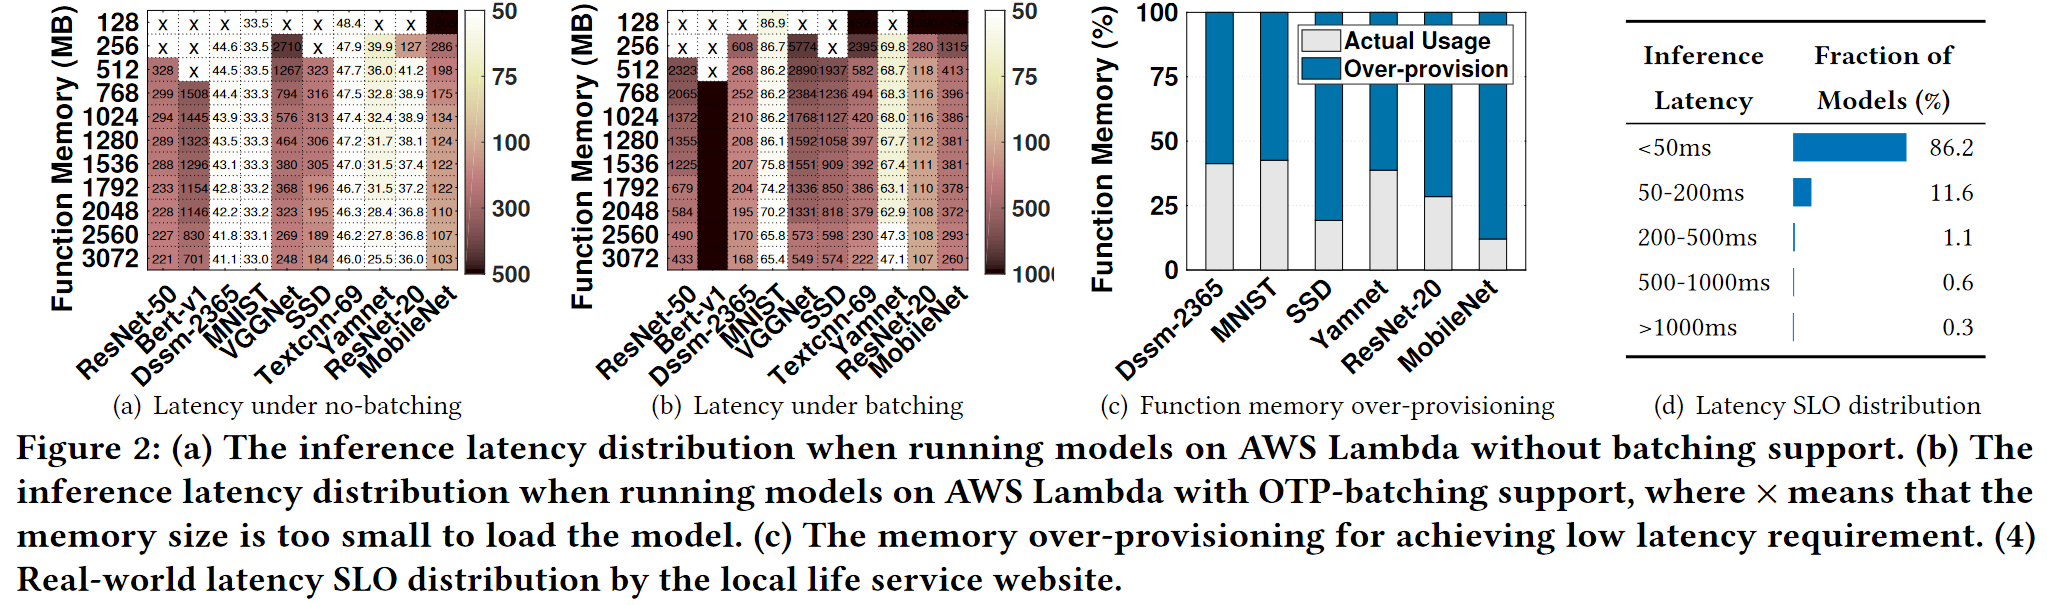 Function Memory (MB)
128 x x x 33.5 x x 48.4 x x
256 x x 44.6 33.5 2710 x 47.9 39.9 127 286
512 328 x 44.5 33.5 1267 323 47.7 36.0 41.2 198
768 299 1508 44.4 33.3 794 316 47.5 32.8 38.9 175
1024 294 1445 43.9 33.3 576 313 47.4 32.4 38.9 134
1280 289 1323 43.5 33.3 464 306 47.2 31.7 38.1 124
1536 288 1296 43.1 33.3 380 305 47.0 31.5 37.4 122
1792 233 1154 42.8 33.2 368 196 46.7 31.5 37.2 122
2048 228 1146 42.2 33.2 323 195 46.3 28.4 36.8 110
2560 227 830 41.8 33.1 269 189 46.2 27.8 36.8 107
3072 221 701 41.1 33.0 248 184 46.0 25.5 36.0 103
50
75
100
300
500
ResNet-50
Bert-v1
Dssm-2365
MNIST
VGGNet
SSD
Textcnn-69
Yamnet
ResNet-20
MobileNet
(a) Latency under no-batching
Function Memory (MB)
128 x x x 86.9 x x x
256 x x 608 86.7 5774 x 2395 69.8 280 1315
512 2323 x 268 86.2 2890 1937 582 68.7 118 413
768 2065 252 86.2 2384 1236 494 68.3 116 396
1024 1372 210 86.2 1768 1127 420 68.0 116 386
1280 1355 208 86.1 1592 1058 397 67.7 112 381
1536 1225 207 75.8 1551 909 392 67.4 111 381
1792 679 204 74.2 1336 850 386 63.1 110 378
2048 584 195 70.2 1331 818 379 62.9 108 372
2560 490 170 65.8 573 598 230 47.3 108 293
3072 433 168 65.4 549 574 222 47.1 107 260
50
75
100
500
100
ResNet-50
Bert-v1
Dssm-2365
MNIST
VGGNet
SSD
Textcnn-69
Yamnet
ResNet-20
MobileNet
(b) Latency under batching
Function Memory (%)
100
75
50
25
0
Actual Usage
Over-provision
Dssm-2365
MNIST
SSD
Yamnet
ResNet-20
MobileNet
(c) Function memory over-provisioning
Inference Fraction of
Latency Models (%)
<50ms 86.2
50-200ms 11.6
200-500ms 1.1
500-1000ms 0.6
>1000ms 0.3
(d) Latency SLO distribution
Figure 2: (a) The inference latency distribution when running models on AWS Lambda without batching support. (b) The
inference latency distribution when running models on AWS Lambda with OTP-batching support, where × means that the
memory size is too small to load the model. (c) The memory over-provisioning for achieving low latency requirement. (4)
Real-world latency SLO distribution by the local life service website.